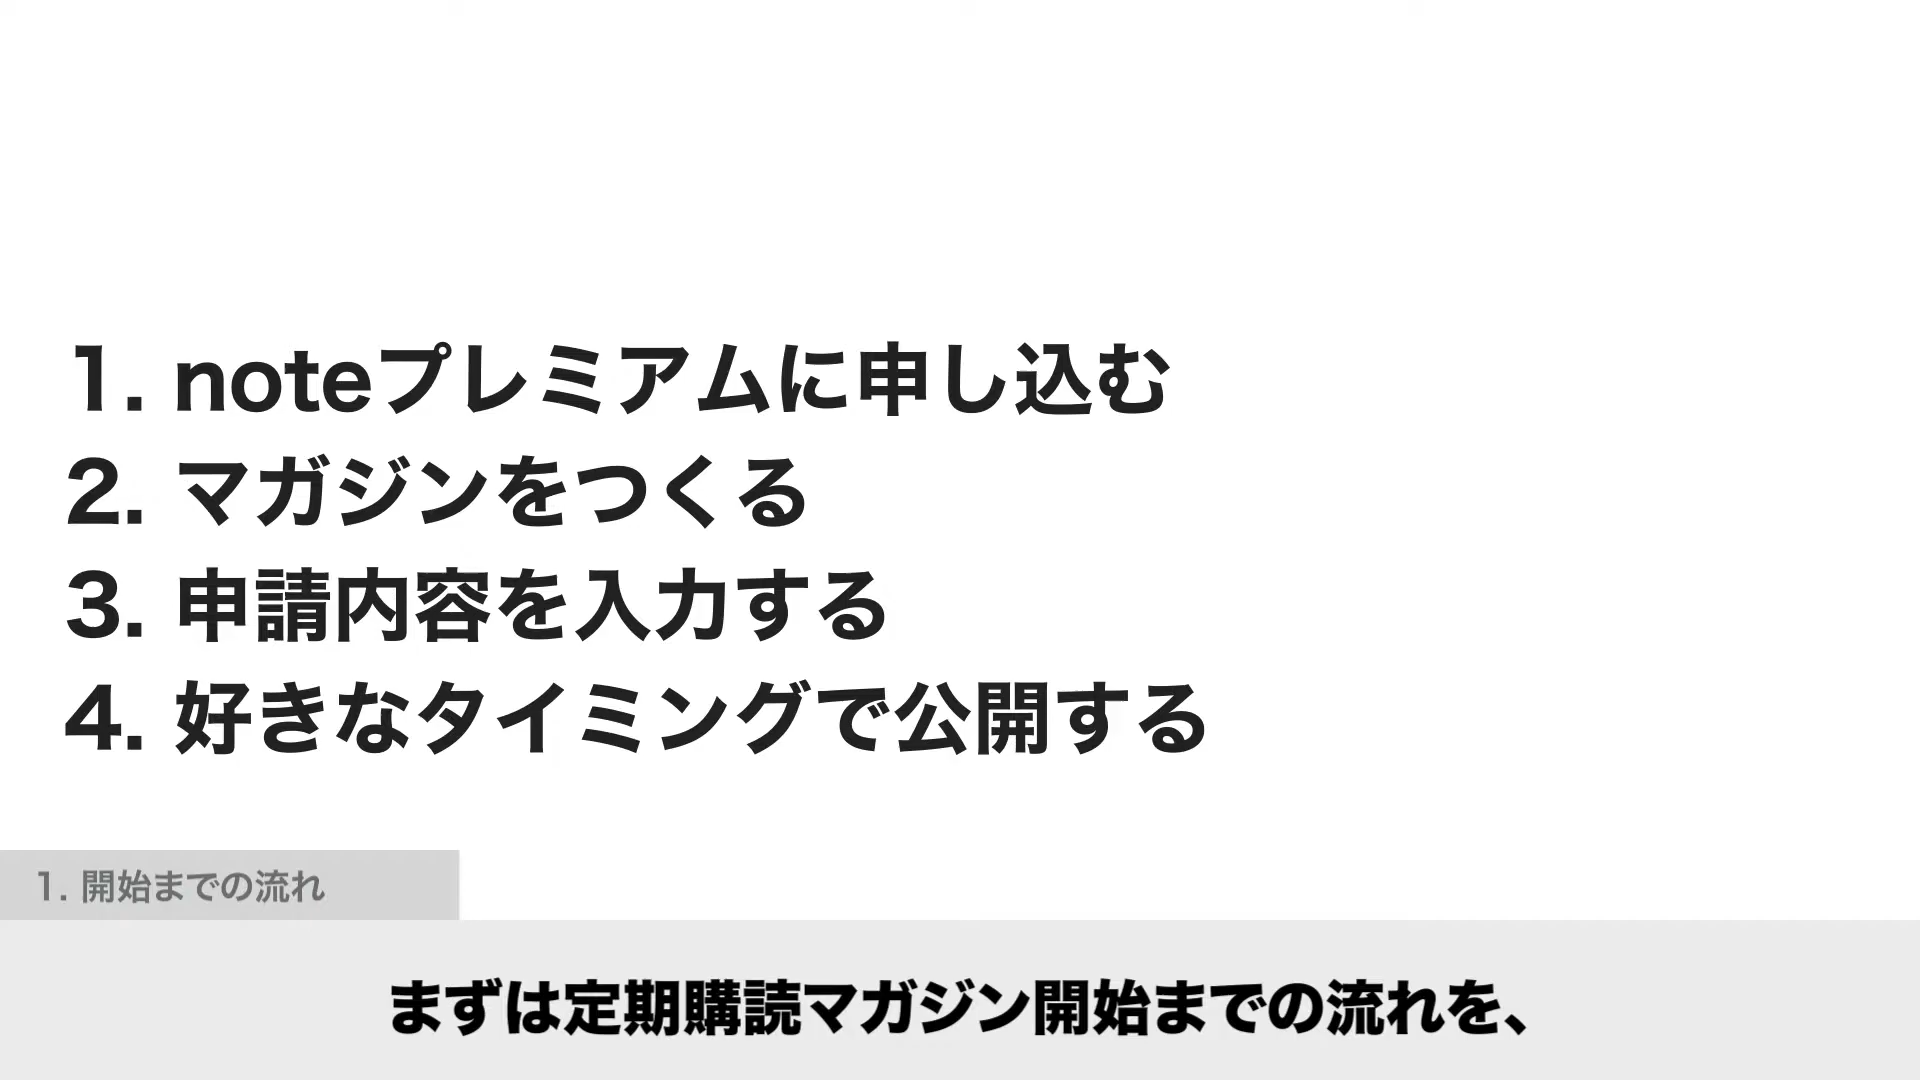 1. noteプレミアムに申し込む
2. マガジンをつくる
3. 申請内容を入力する
4. 好きなタイミングで公開する
1. 開始までの流れ
まずは定期購読マガジン開始までの流れを、